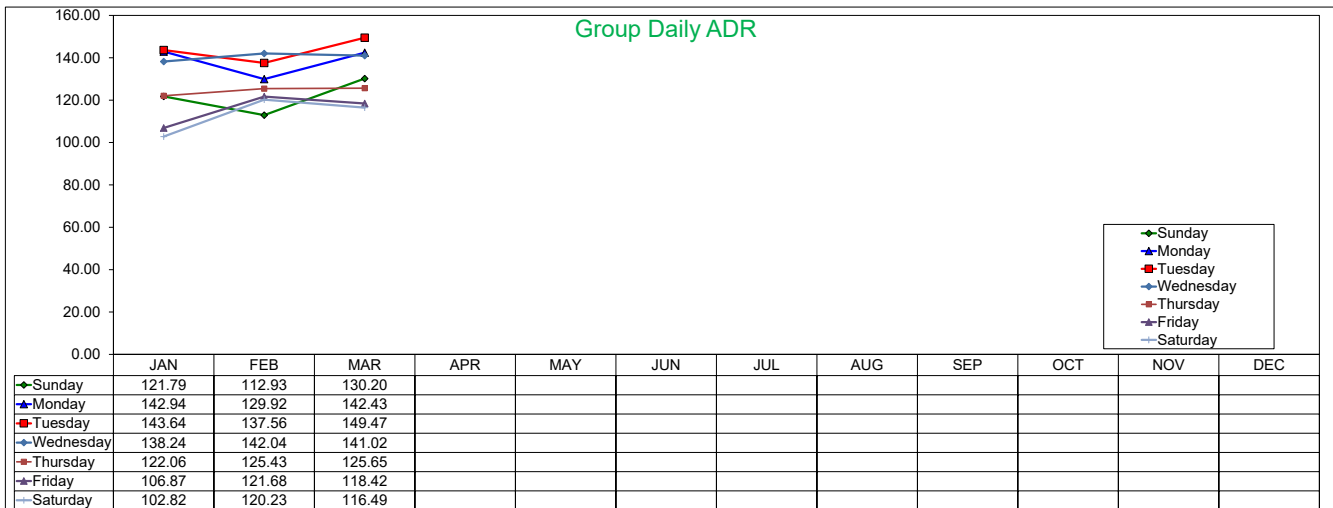 Group Daily ADR
160.00
140.00
120.00
100.00
80.00
60.00
40.00
20.00
0.00
Sunday
Monday
Tuesday
Wednesday
Thursday
Friday
Saturday
JAN FEB MAR APR MAY JUN JUL AUG SEP OCT NOV DEC
Sunday 121.79 112.93 130.20
Monday 142.94 129.92 142.43
Tuesday 143.64 137.56 149.47
Wednesday 138.24 142.04 141.02
Thursday 122.06 125.43 125.65
Friday 106.87 121.68 118.42
Saturday 102.82 120.23 116.49